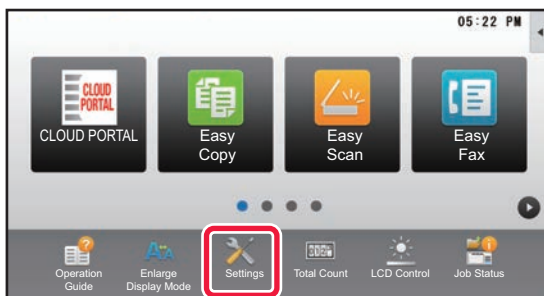 05:22 PM
CLOUD
PORTAL
CLOUD PORTAL
Easy
Copy
Easy
Scan
Easy
Fax
Operation
Guide
Enlarge
Display Mode
Settings
Total Count
LCD Control
Job Status